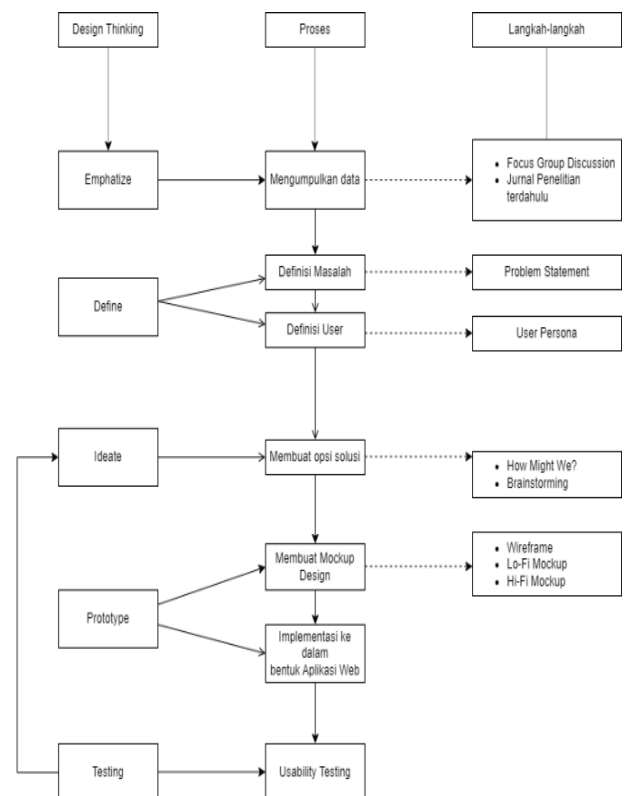 Design Thinking
Proses
Langkah-langkah
Emphatize
Mengumpulkan data
• Focus Group Discussion
• Jurnal Penelitian
terdahulu
Define
Definisi Masalah
Problem Statement
Definisi User
User Persona
Ideate
Membuat opsi solusi
• How Might We?
• Brainstorming
Prototype
Membuat Mockup
Design
• Wireframe
• Lo-Fi Mockup
• Hi-Fi Mockup
Implementasi ke
dalam
bentuk Aplikasi Web
Testing
Usability Testing